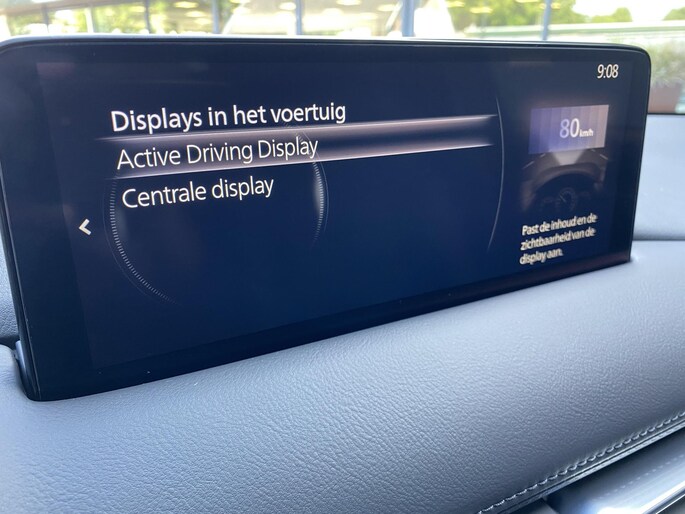 9:08
Displays in het voertuig
Active Driving Display
Centrale display
80 km/h
Past de inhoud en de
zichtbaarheid van de
display aan.